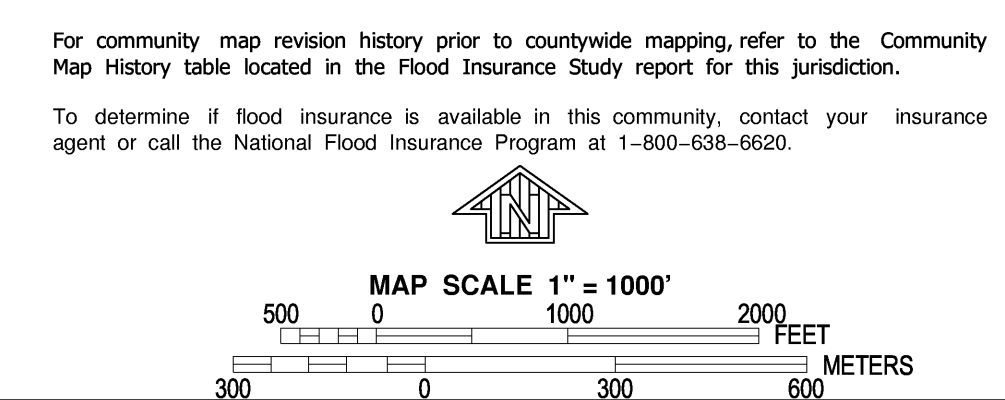 For community map revision history prior to countywide mapping, refer to the Community
Map History table located in the Flood Insurance Study report for this jurisdiction.
To determine if flood insurance is available in this community, contact your insurance
agent or call the National Flood Insurance Program at 1-800-638-6620.
N
MAP SCALE 1" = 1000'
500 0 1000 2000
FEET
METERS
300 0 300 600